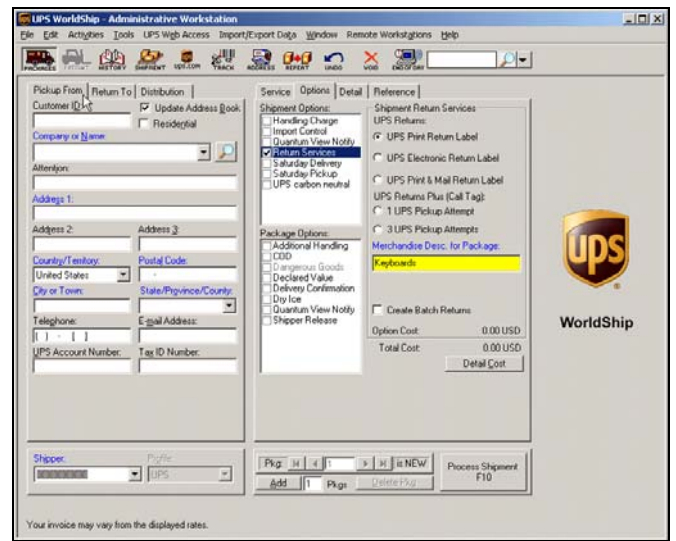 UPS WorldShip - Administrative Workstation
File Edit Activities Tools UPS Web Access Import/Export Data Window Remote Workstations Help
PACKAGES FREIGHT HISTORY SHIPMENT ups.com TRACK ADDRESS REPEAT UNDO VOID END OF DAY
Pickup From Return To Distribution
Customer ID:
Update Address Book
Residential
Company or Name:
Attention:
Address 1:
Address 2: Address 3:
Country/Territory: Postal Code:
United States -
City or Town: State/Province/County:
Telephone: E-mail Address:
( ) - [ ]
UPS Account Number: Tax ID Number:
Shipper: Profile:
UPS
Service Options Detail Reference
Shipment Options:
Handling Charge
Import Control
Quantum View Notify
Return Services
Saturday Delivery
Saturday Pickup
UPS carbon neutral
Package Options:
Additional Handling
COD
Dangerous Goods
Declared Value
Delivery Confirmation
Dry Ice
Quantum View Notify
Shipper Release
Shipment Return Services
UPS Returns:
UPS Print Return Label
UPS Electronic Return Label
UPS Print & Mail Return Label
UPS Returns Plus (Call Tag):
1 UPS Pickup Attempt
3 UPS Pickup Attempts
Merchandise Desc. for Package:
Keyboards
Create Batch Returns
Option Cost: 0.00 USD
Total Cost: 0.00 USD
Detail Cost
Pkg: 1 is NEW
Add 1 Pkgs Delete Pkg
Process Shipment
F10
ups
WorldShip
Your invoice may vary from the displayed rates.